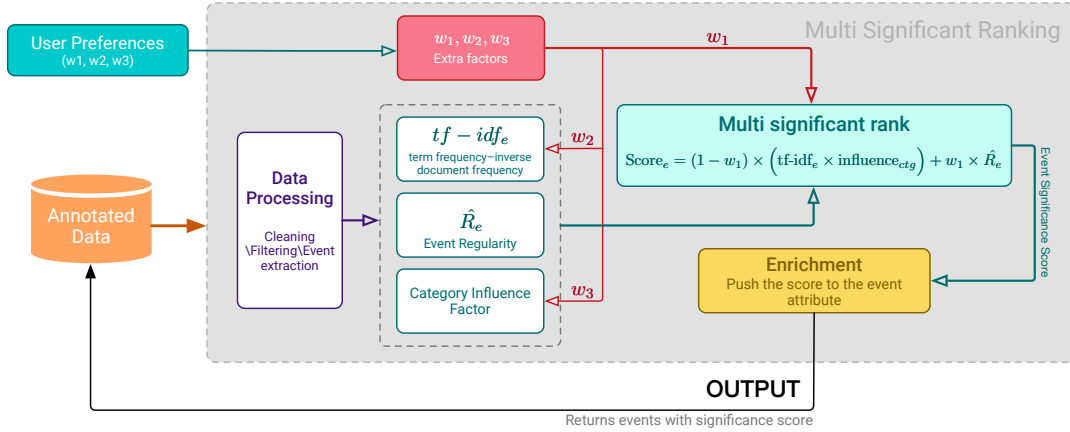 Multi Significant Ranking
User Preferences
(w1, w2, w3)
w₁, w₂, w₃
Extra factors
w₁
tf − idfₑ
term frequency–inverse
document frequency
w₂
Multi significant rank
Scoreₑ = (1 − w₁) × (tf-idfₑ × influence_{ctg}) + w₁ × R̂ₑ
Event Significance Score
Data
Processing
Cleaning
\Filtering\Event
extraction
Annotated
Data
R̂ₑ
Event Regularity
Enrichment
Push the score to the event
attribute
Category Influence
Factor
w₃
OUTPUT
Returns events with significance score